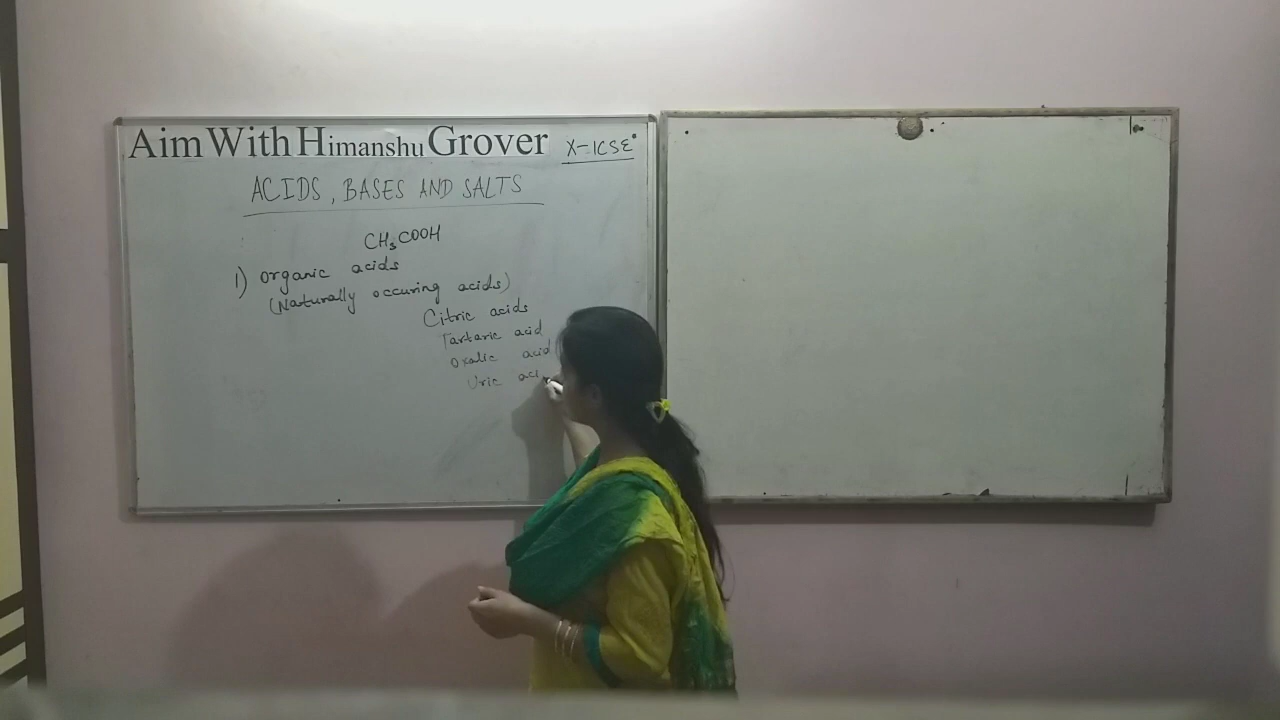 Aim With Himanshu Grover X-ICSE
ACIDS, BASES AND SALTS
CH3COOH
1) Organic acids
(Naturally occuring acids)
Citric acids
Tartaric acid
Oxalic acid
Uric aci